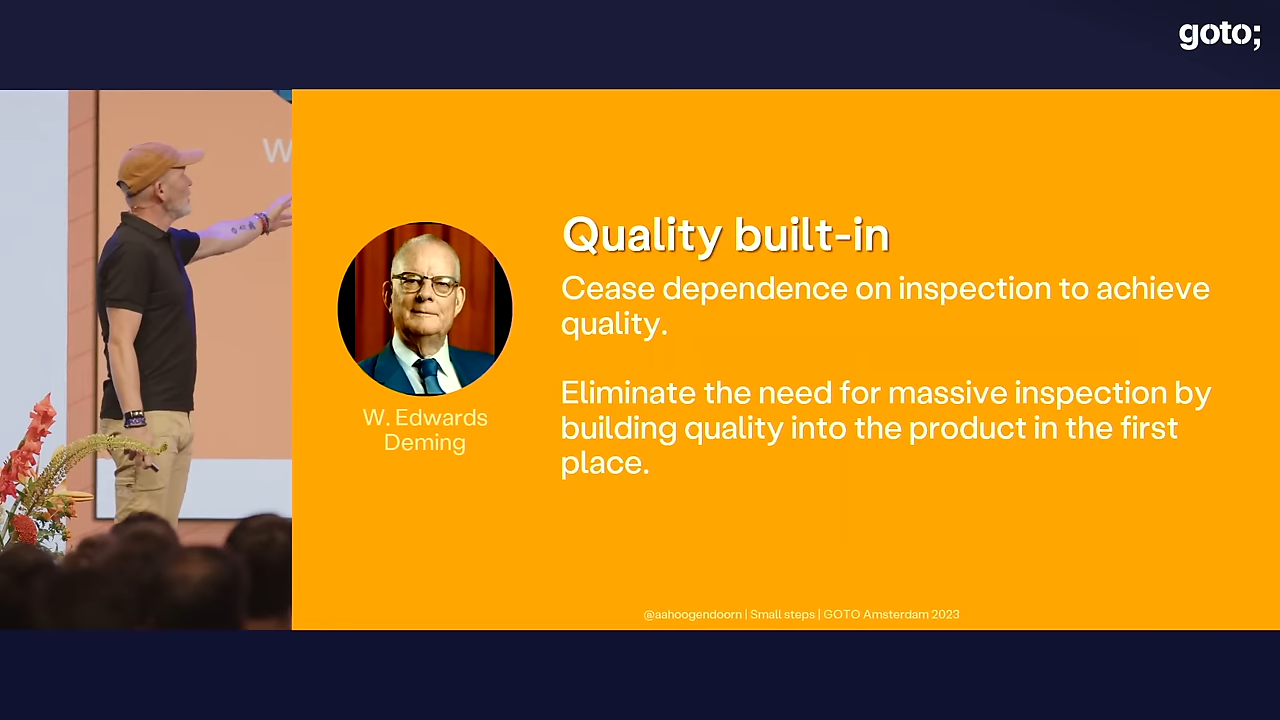 goto;
W
Quality built-in
Cease dependence on inspection to achieve
quality.
Eliminate the need for massive inspection by
building quality into the product in the first
place.
W. Edwards
Deming
@aahoogendoorn | Small steps | GOTO Amsterdam 2023